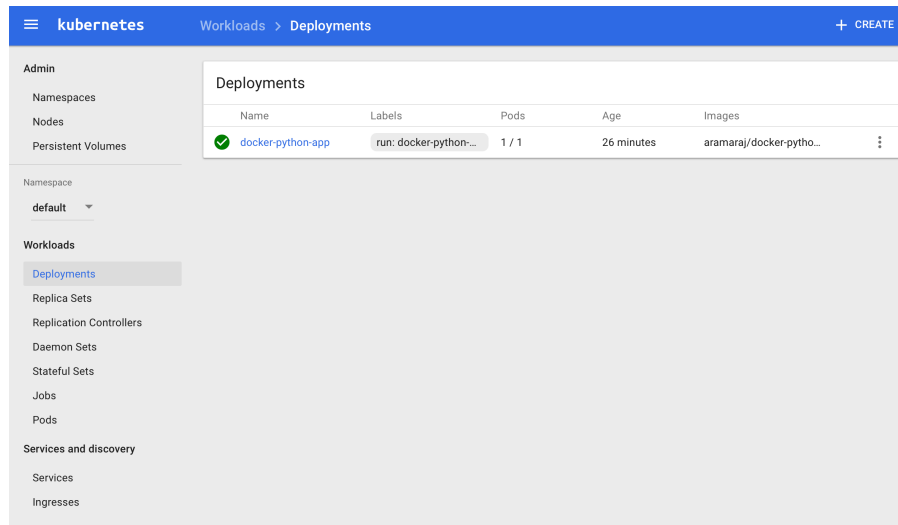 kubernetes
Workloads > Deployments
+ CREATE
Admin
Namespaces
Nodes
Persistent Volumes
Namespace
default
Workloads
Deployments
Replica Sets
Replication Controllers
Daemon Sets
Stateful Sets
Jobs
Pods
Services and discovery
Services
Ingresses
Deployments
Name Labels Pods Age Images
docker-python-app run: docker-python-... 1 / 1 26 minutes aramaraj/docker-pytho...